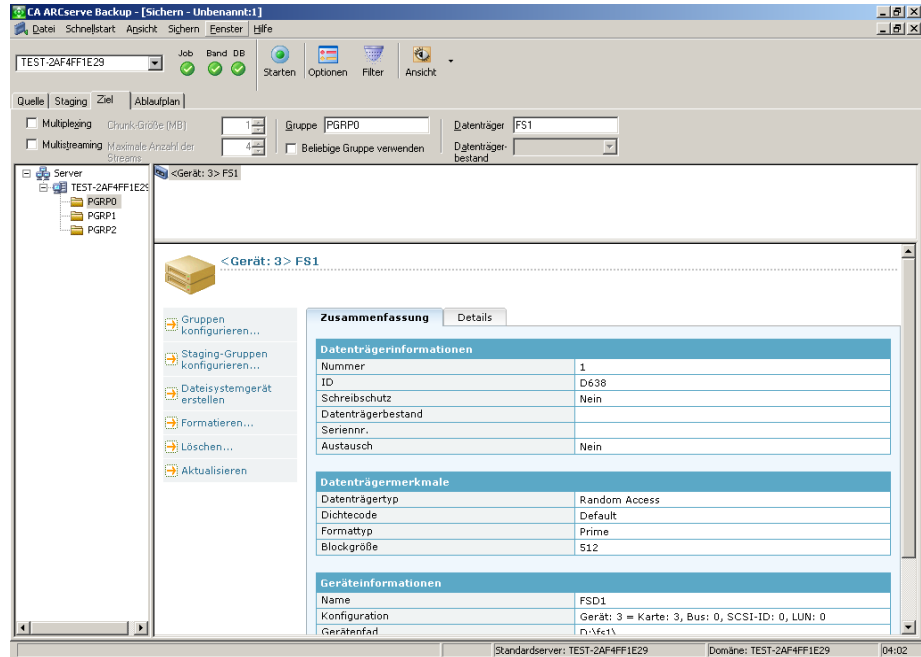 CA ARCserve Backup - [Sichern - Unbenannt:1]
Datei Schnellstart Ansicht Sichern Fenster Hilfe
TEST-2AF4FF1E29
Job Band DB
Starten Optionen Filter Ansicht
Quelle Staging Ziel Ablaufplan
Multiplexing Chunk-Größe (MB) 1 Gruppe PGRP0 Datenträger FS1
Multistreaming Maximale Anzahl der Streams 4 Beliebige Gruppe verwenden Datenträger-bestand
Server
TEST-2AF4FF1E29
PGRP0
PGRP1
PGRP2
<Gerät: 3> FS1
<Gerät: 3> FS1
Gruppen
konfigurieren...
Staging-Gruppen
konfigurieren...
Dateisystemgerät
erstellen
Formatieren...
Löschen...
Aktualisieren
Zusammenfassung Details
Datenträgerinformationen
Nummer 1
ID D638
Schreibschutz Nein
Datenträgerbestand
Seriennr.
Austausch Nein
Datenträgermerkmale
Datenträgertyp Random Access
Dichtecode Default
Formattyp Prime
Blockgröße 512
Geräteinformationen
Name FSD1
Konfiguration Gerät: 3 = Karte: 3, Bus: 0, SCSI-ID: 0, LUN: 0
Gerätepfad D:\fs1\
Standardserver: TEST-2AF4FF1E29 Domäne: TEST-2AF4FF1E29 04:02